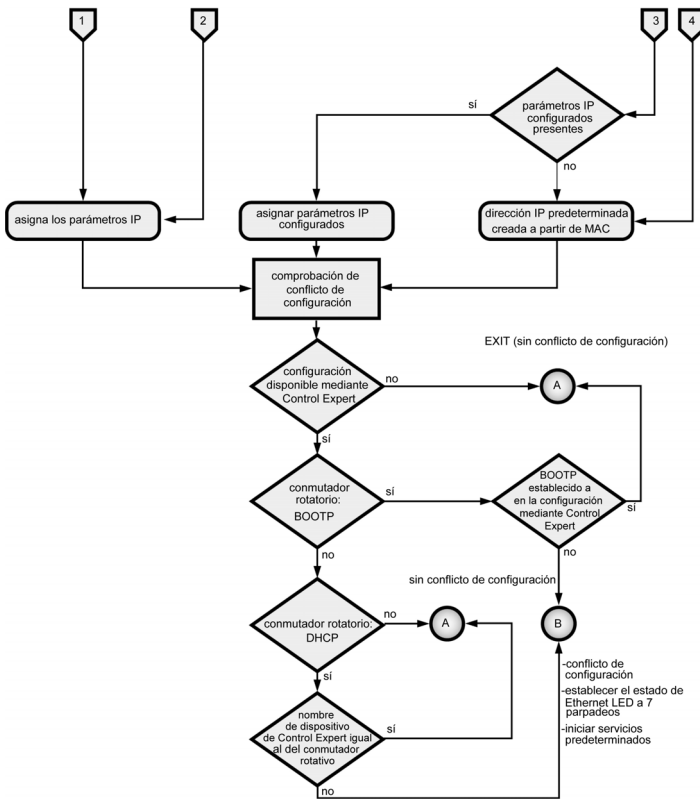 1
2
3
4
parámetros IP
configurados
presentes
sí
no
asigna los parámetros IP
asignar parámetros IP
configurados
dirección IP predeterminada
creada a partir de MAC
comprobación de
conflicto de
configuración
EXIT (sin conflicto de configuración)
configuración
disponible mediante
Control Expert
no
A
sí
conmutador
rotatorio:
BOOTP
sí
BOOTP
establecido a
en la configuración
mediante Control
Expert
sí
no
no
sin conflicto de configuración
conmutador rotatorio:
DHCP
no
A
B
sí
-conflicto de
configuración
-establecer el estado de
Ethernet LED a 7
parpadeos
-iniciar servicios
predeterminados
nombre
de dispositivo
de Control Expert igual
al del conmutador
rotativo
sí
no